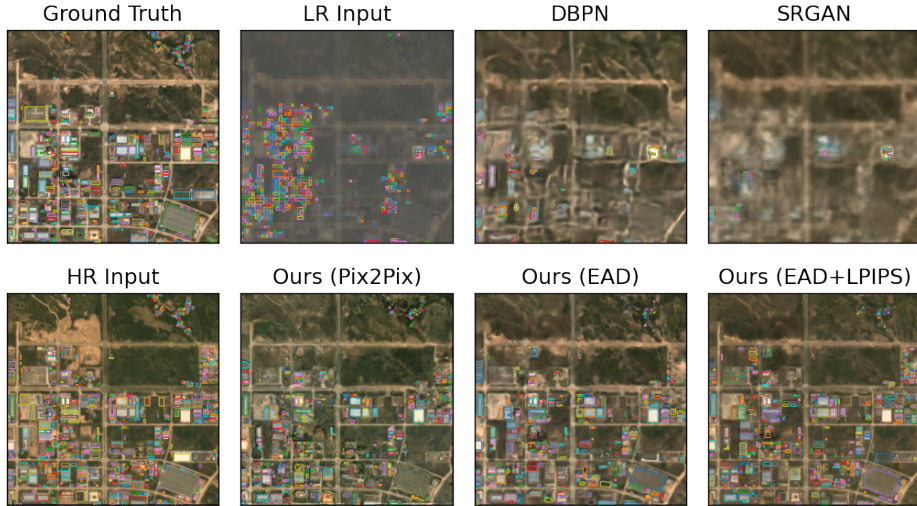 Ground Truth
LR Input
DBPN
SRGAN
HR Input
Ours (Pix2Pix)
Ours (EAD)
Ours (EAD+LPIPS)